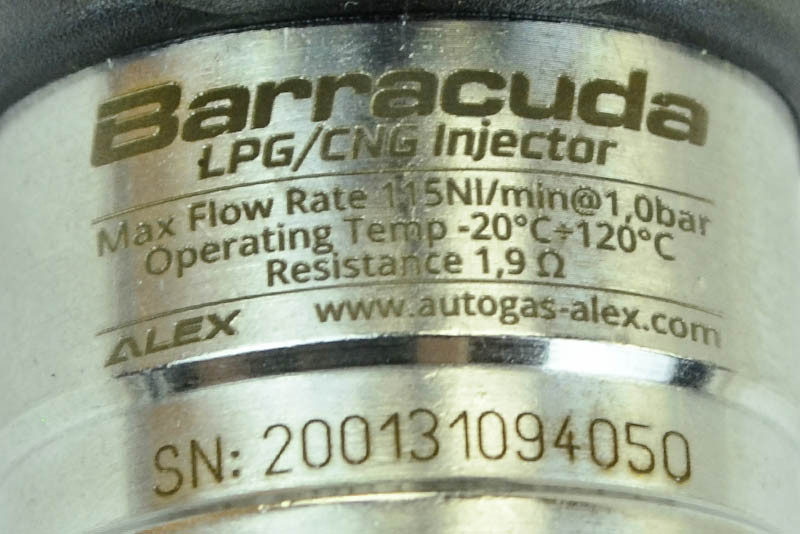 Barracuda
LPG/CNG Injector
Max Flow Rate 115Nl/min@1,0bar
Operating Temp -20°C÷120°C
Resistance 1,9 Ω
ALEX www.autogas-alex.com
SN: 200131094050